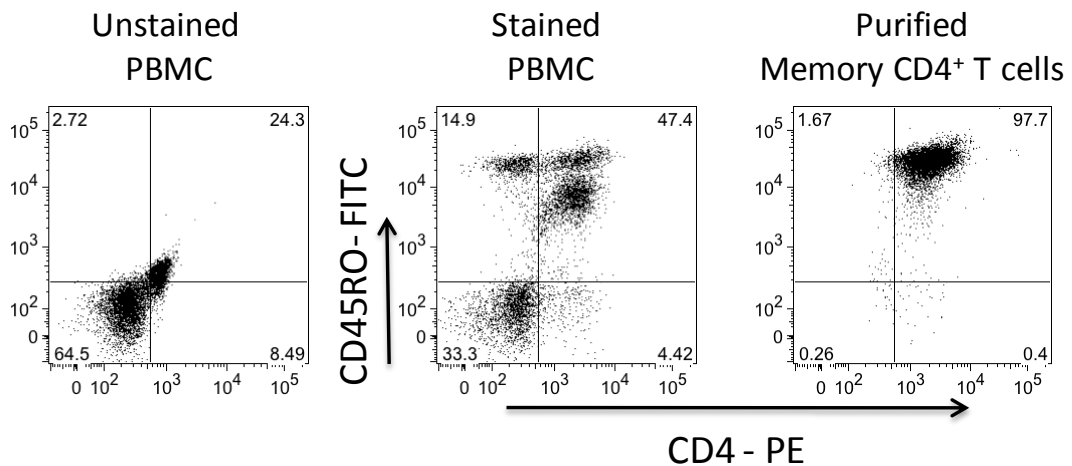 Unstained
PBMC
Stained
PBMC
Purified
Memory CD4⁺ T cells
2.72 24.3
10⁵
10⁴
10³
10²
0
64.5 8.49
0 10² 10³ 10⁴ 10⁵
CD45RO- FITC
14.9 47.4
10⁵
10⁴
10³
10²
0
33.3 4.42
0 10² 10³ 10⁴ 10⁵
1.67 97.7
10⁵
10⁴
10³
10²
0
0.26 0.4
0 10² 10³ 10⁴ 10⁵
CD4 - PE